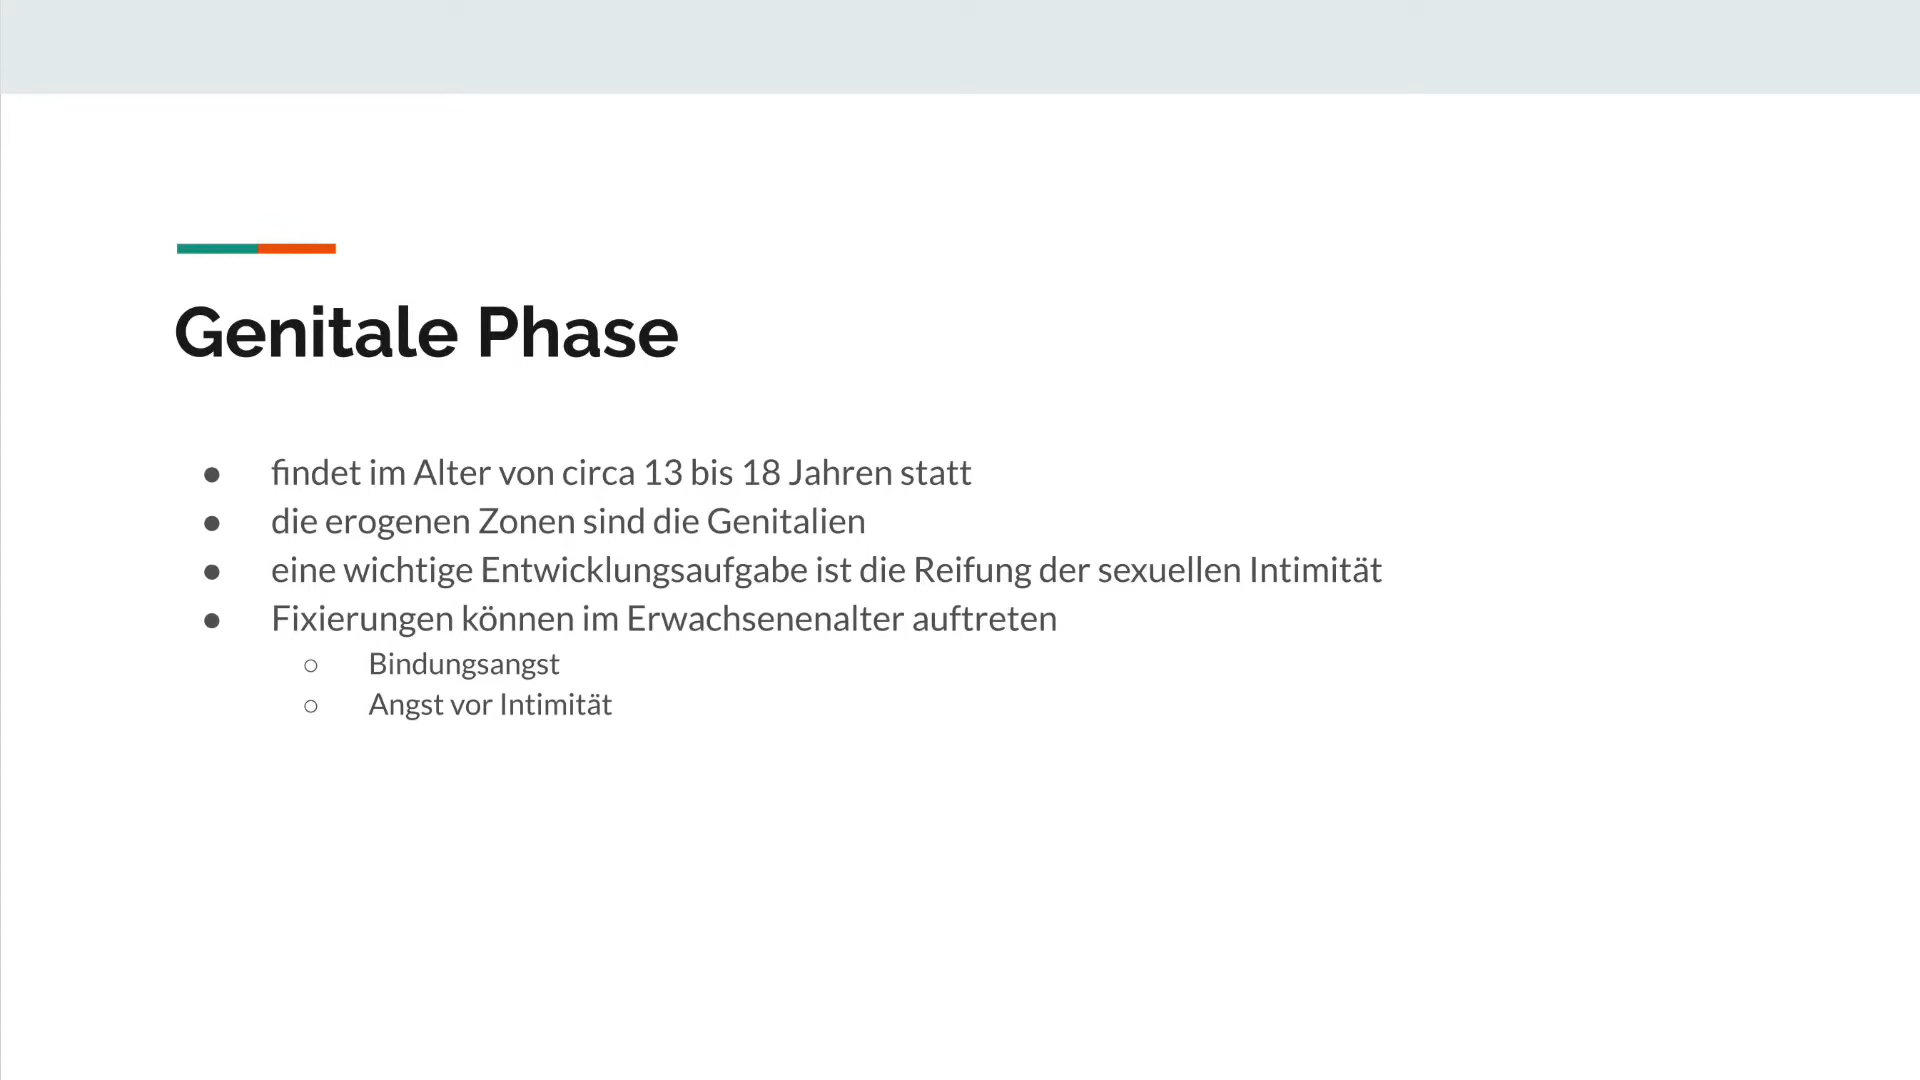 Genitale Phase
● findet im Alter von circa 13 bis 18 Jahren statt
● die erogenen Zonen sind die Genitalien
● eine wichtige Entwicklungsaufgabe ist die Reifung der sexuellen Intimität
● Fixierungen können im Erwachsenenalter auftreten
○ Bindungsangst
○ Angst vor Intimität